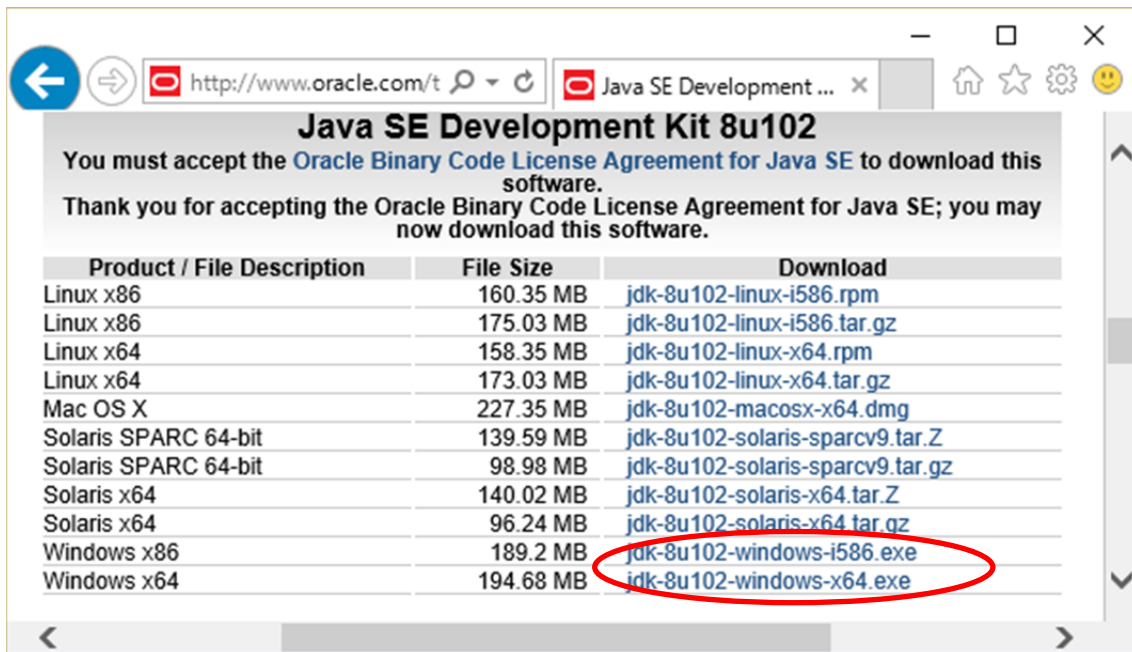 http://www.oracle.com/t
Java SE Development ...
Java SE Development Kit 8u102
You must accept the Oracle Binary Code License Agreement for Java SE to download this
software.
Thank you for accepting the Oracle Binary Code License Agreement for Java SE; you may
now download this software.
Product / File Description File Size Download
Linux x86 160.35 MB jdk-8u102-linux-i586.rpm
Linux x86 175.03 MB jdk-8u102-linux-i586.tar.gz
Linux x64 158.35 MB jdk-8u102-linux-x64.rpm
Linux x64 173.03 MB jdk-8u102-linux-x64.tar.gz
Mac OS X 227.35 MB jdk-8u102-macosx-x64.dmg
Solaris SPARC 64-bit 139.59 MB jdk-8u102-solaris-sparcv9.tar.Z
Solaris SPARC 64-bit 98.98 MB jdk-8u102-solaris-sparcv9.tar.gz
Solaris x64 140.02 MB jdk-8u102-solaris-x64.tar.Z
Solaris x64 96.24 MB jdk-8u102-solaris-x64.tar.gz
Windows x86 189.2 MB jdk-8u102-windows-i586.exe
Windows x64 194.68 MB jdk-8u102-windows-x64.exe